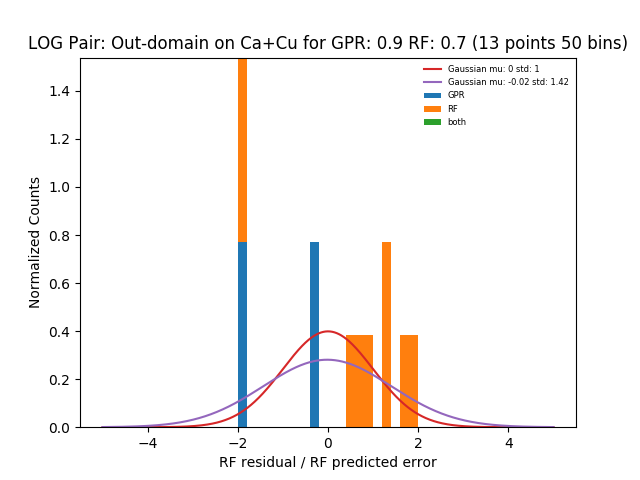 LOG Pair: Out-domain on Ca+Cu for GPR: 0.9 RF: 0.7 (13 points 50 bins)
Gaussian mu: 0 std: 1
Gaussian mu: -0.02 std: 1.42
GPR
RF
both
Normalized Counts
1.4
1.2
1.0
0.8
0.6
0.4
0.2
0.0
−4 −2 0 2 4
RF residual / RF predicted error